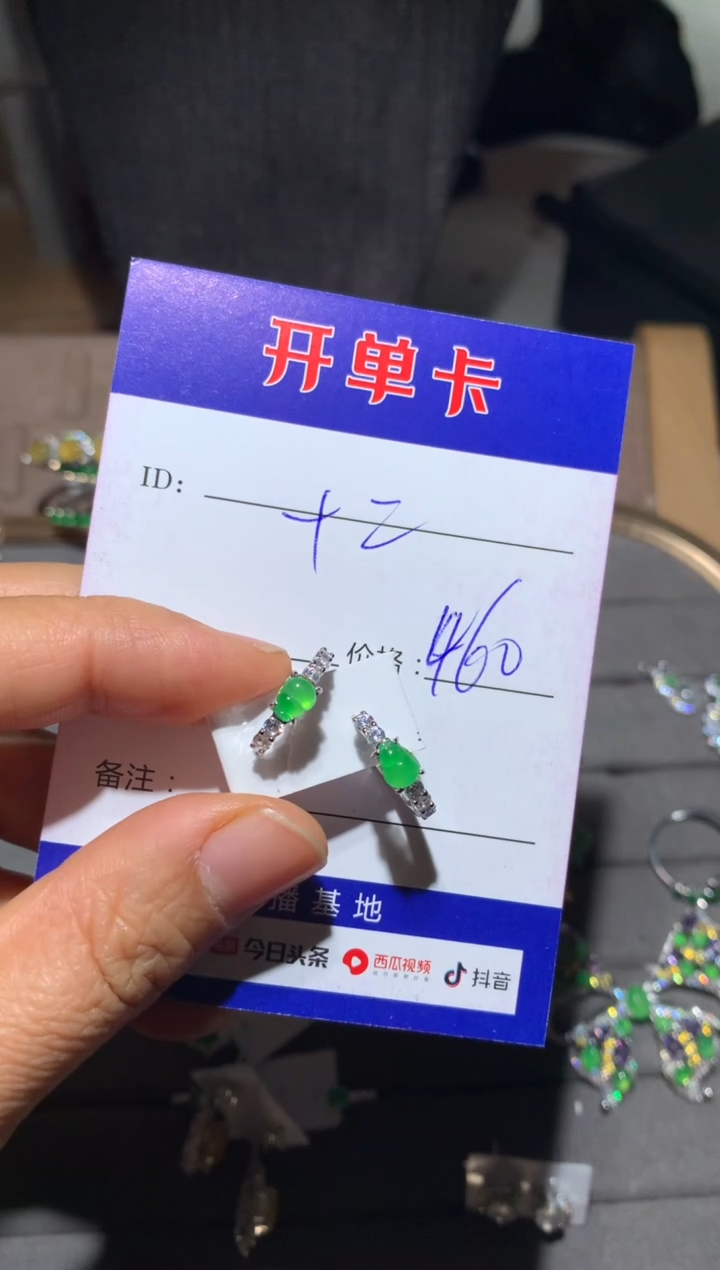 开单卡
ID: 十二
价格: 460
备注:
播基地
今日头条 西瓜视频 抖音